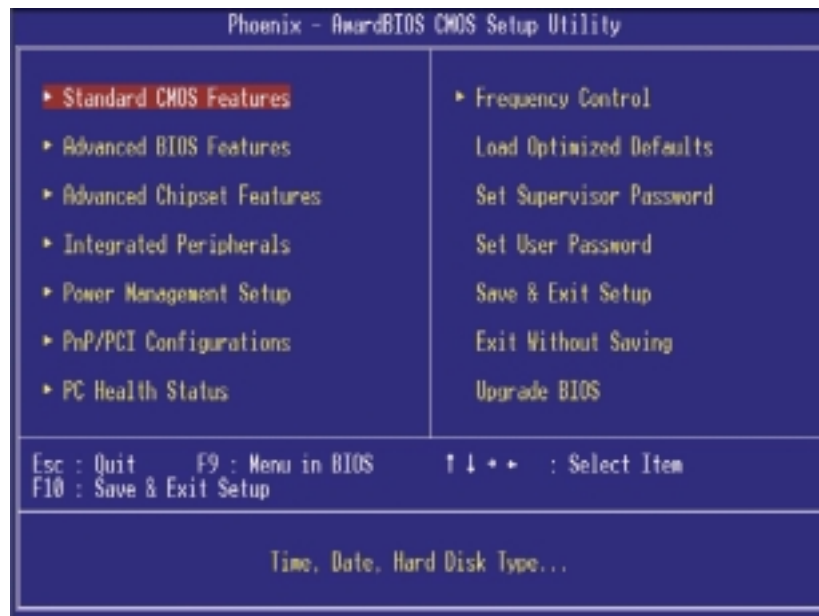 Phoenix - AwardBIOS CMOS Setup Utility
▸ Standard CMOS Features
▸ Advanced BIOS Features
▸ Advanced Chipset Features
▸ Integrated Peripherals
▸ Power Management Setup
▸ PnP/PCI Configurations
▸ PC Health Status
▸ Frequency Control
Load Optimized Defaults
Set Supervisor Password
Set User Password
Save & Exit Setup
Exit Without Saving
Upgrade BIOS
Esc : Quit F9 : Menu in BIOS ↑ ↓ → ← : Select Item
F10 : Save & Exit Setup
Time, Date, Hard Disk Type...